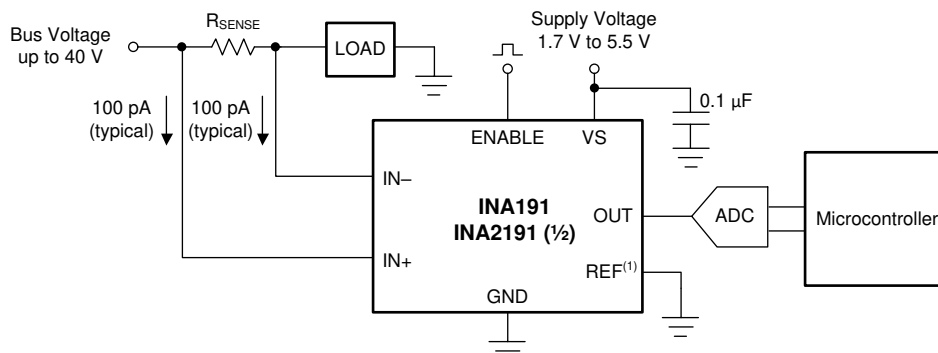 Bus Voltage
up to 40 V
RSENSE
LOAD
Supply Voltage
1.7 V to 5.5 V
100 pA
(typical)
100 pA
(typical)
0.1 µF
ENABLE
VS
IN–
INA191
INA2191 (½)
OUT
ADC
Microcontroller
IN+
REF(1)
GND